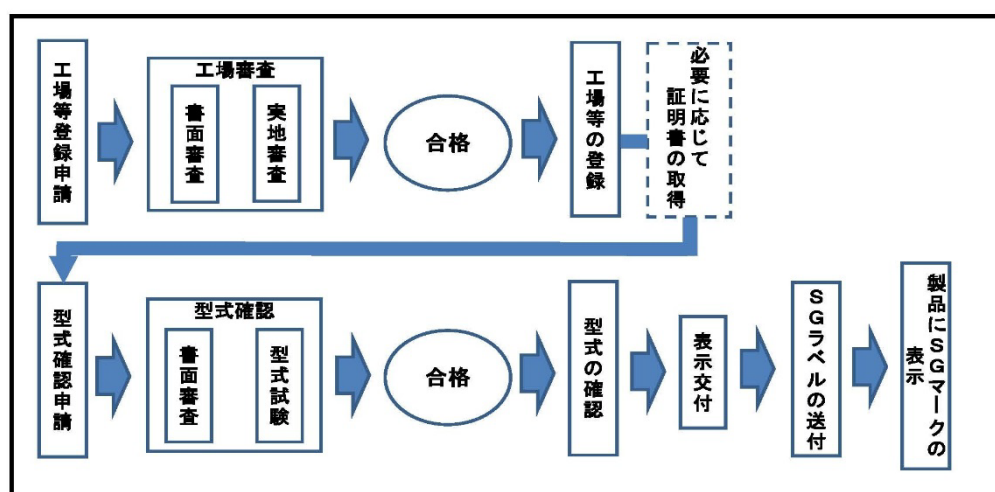 工場等登録申請
工場審査
書面審査
実地審査
合格
工場等の登録
必要に応じて
証明書の取得
型式確認申請
型式確認
書面審査
型式試験
合格
型式の確認
表示交付
SGラベルの送付
製品にSGマークの
表示